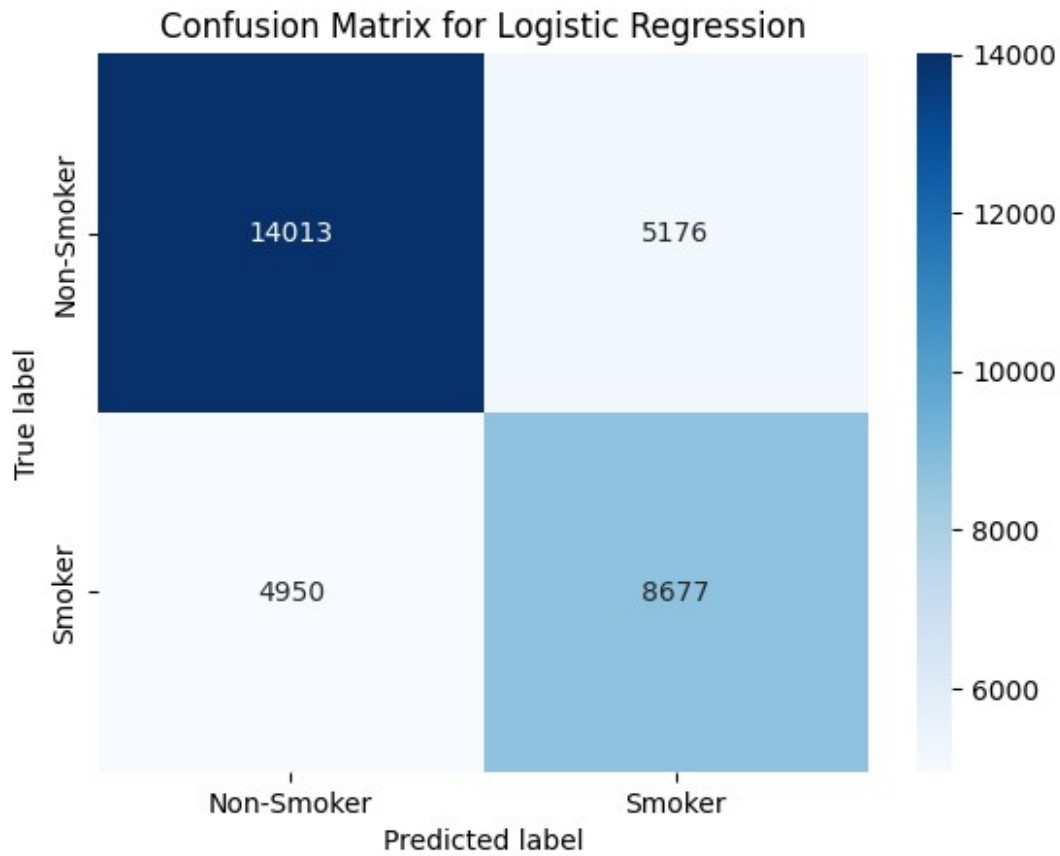 Confusion Matrix for Logistic Regression
14000
12000
10000
8000
6000
True label
Non-Smoker
Smoker
14013 5176
4950 8677
Non-Smoker Smoker
Predicted label